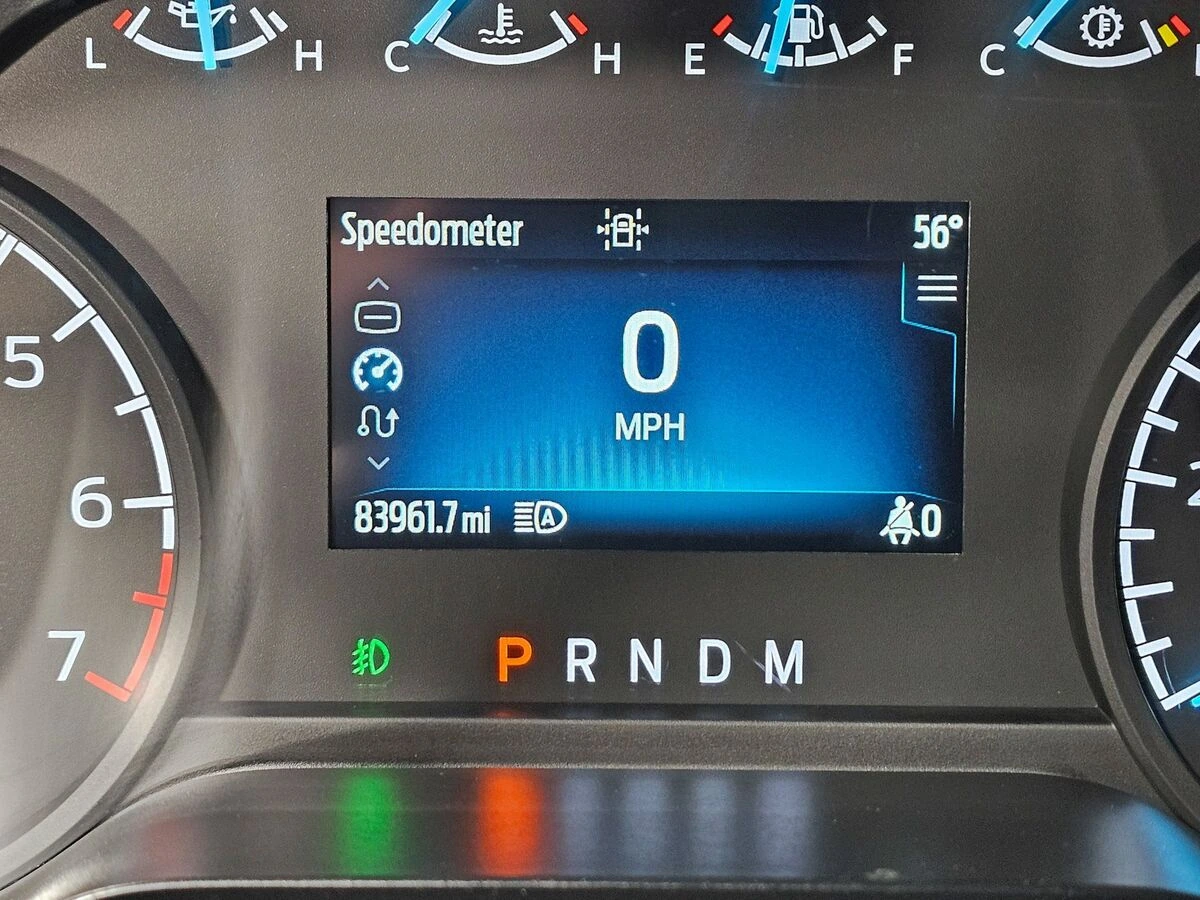 L H C H E F C
Speedometer 56°
0
MPH
83961.7 mi A 0
5
6
7
P R N D M